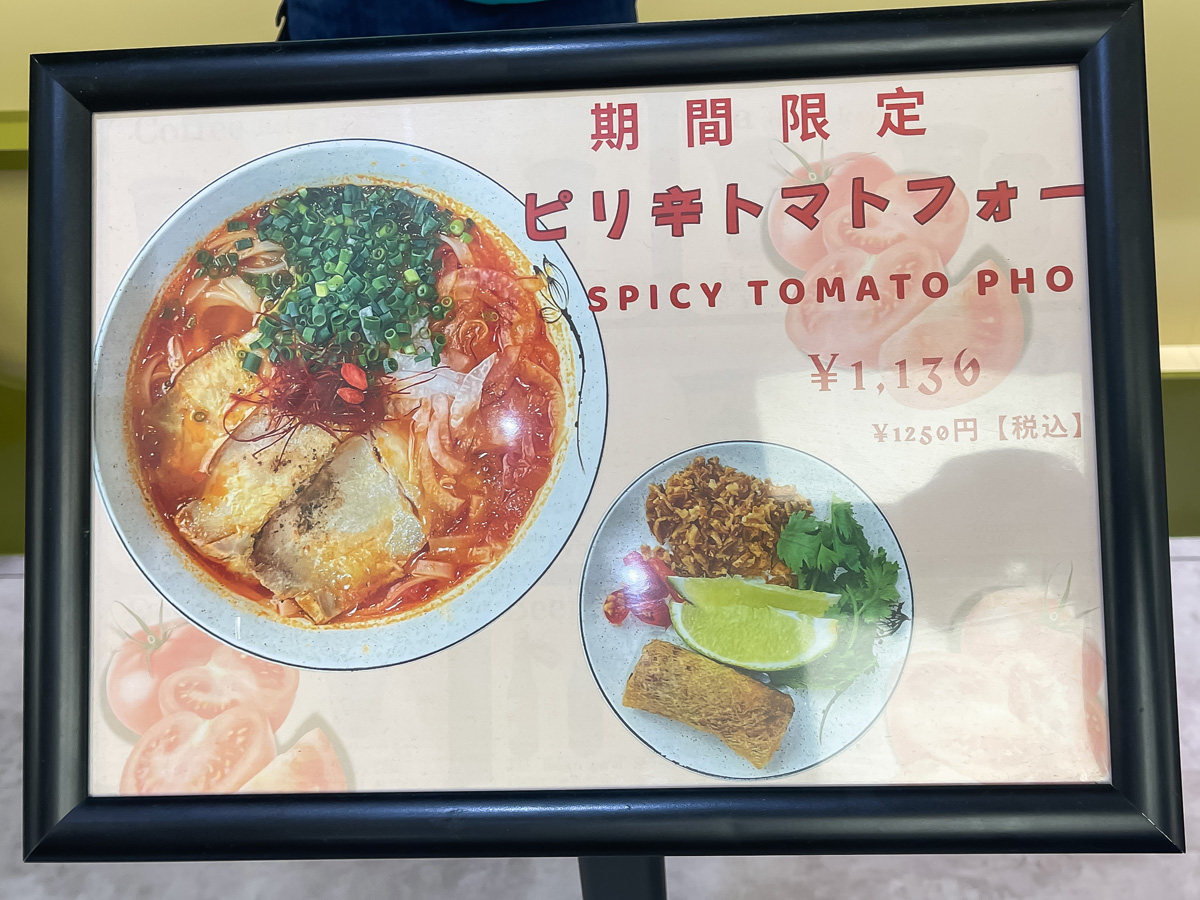 期間限定
ピリ辛トマトフォー
SPICY TOMATO PHO
¥1,136
¥1250円【税込】